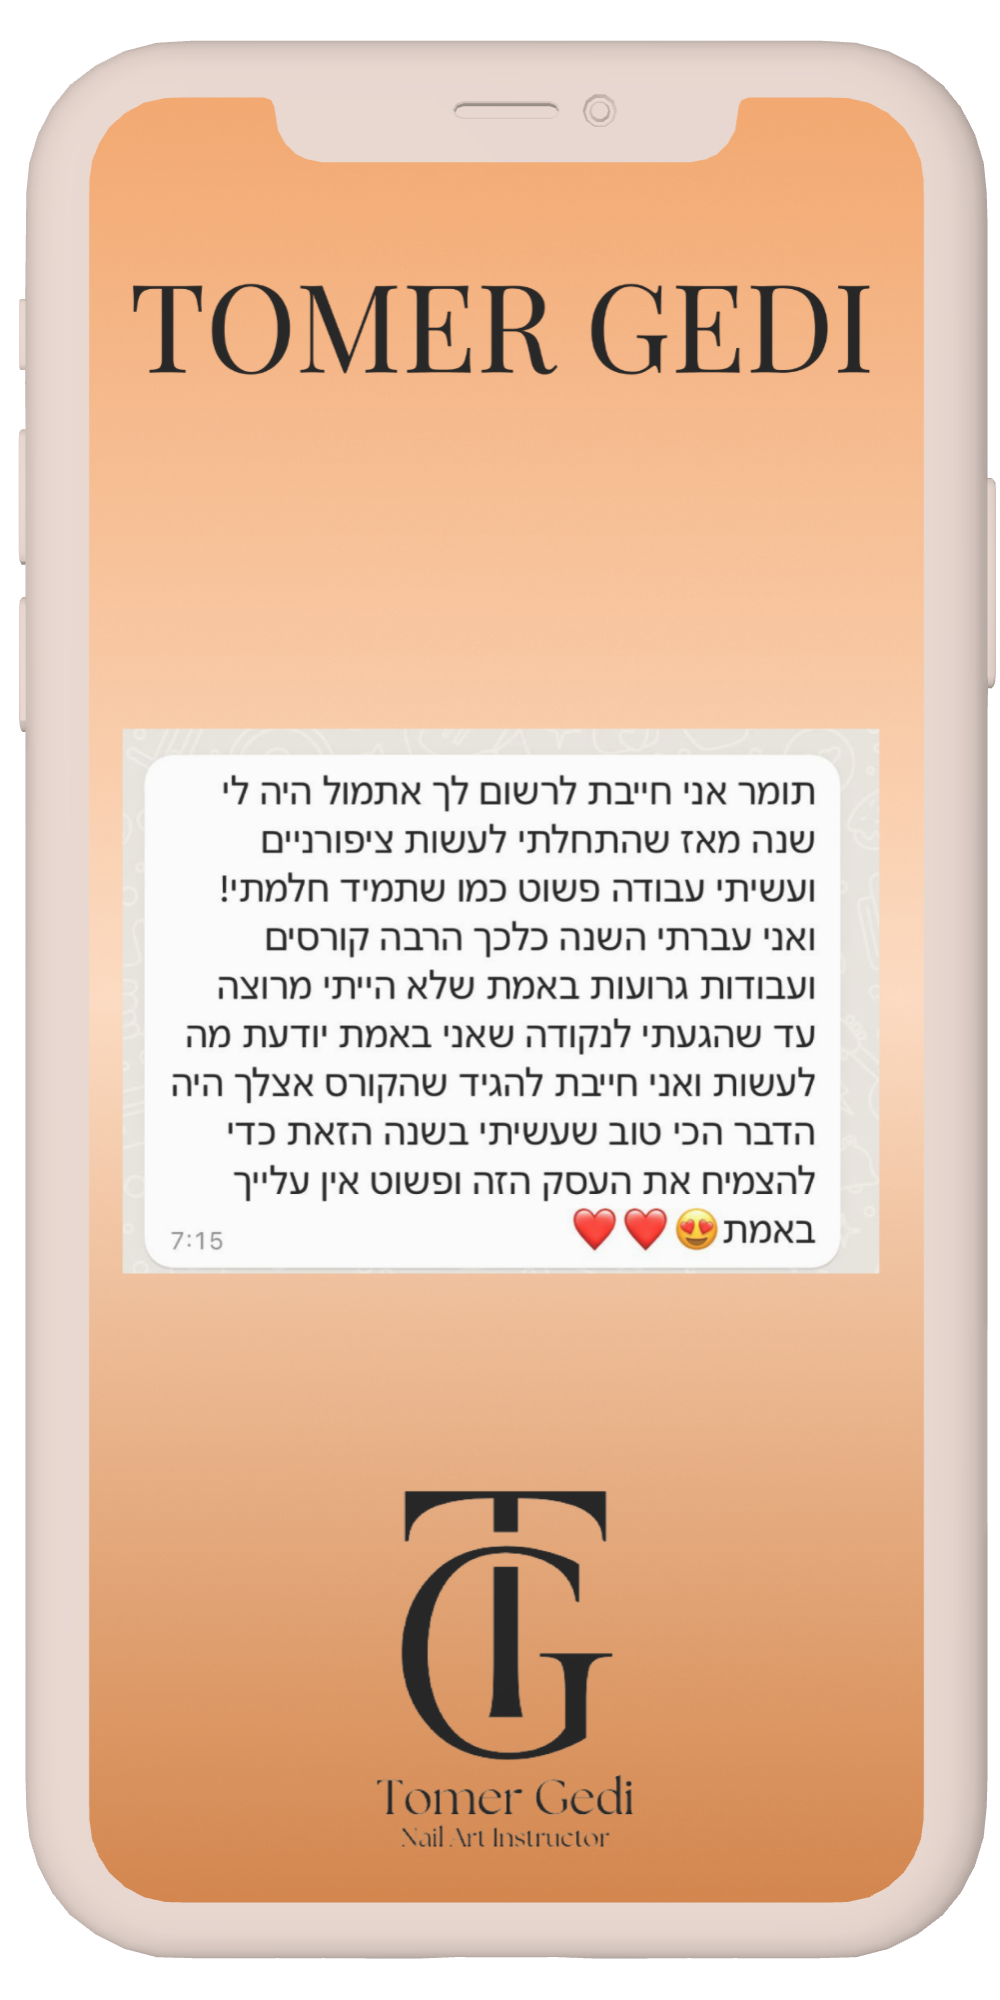 TOMER GEDI
תומר אני חייבת לרשום לך אתמול היה לי
שנה מאז שהתחלתי לעשות ציפורניים
ועשיתי עבודה פשוט כמו שתמיד חלמתי!
ואני עברתי השנה כלכך הרבה קורסים
ועבודות גרועות באמת שלא הייתי מרוצה
עד שהגעתי לנקודה שאני באמת יודעת מה
לעשות ואני חייבת להגיד שהקורס אצלך היה
הדבר הכי טוב שעשיתי בשנה הזאת כדי
להצמיח את העסק הזה ופשוט אין עלייך
באמת😍❤️❤️
7:15
TG
Tomer Gedi
Nail Art Instructor